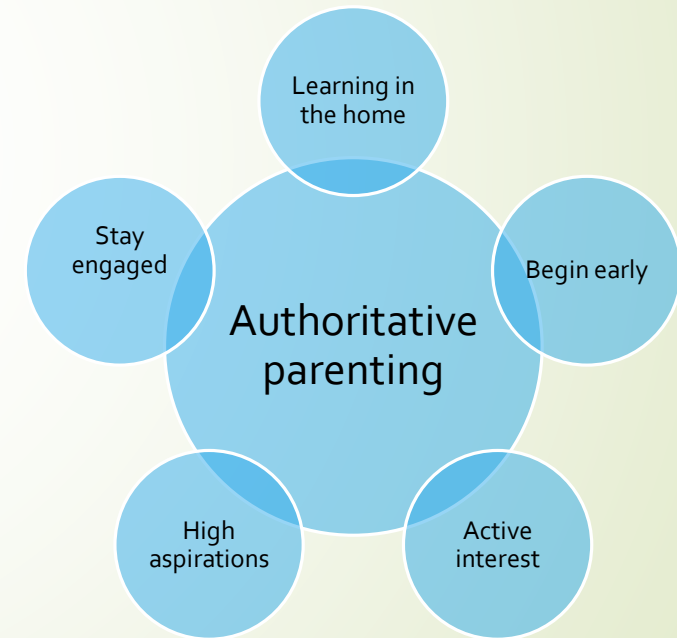 Learning in
the home
Stay
engaged
Begin early
Authoritative
parenting
High
aspirations
Active
interest